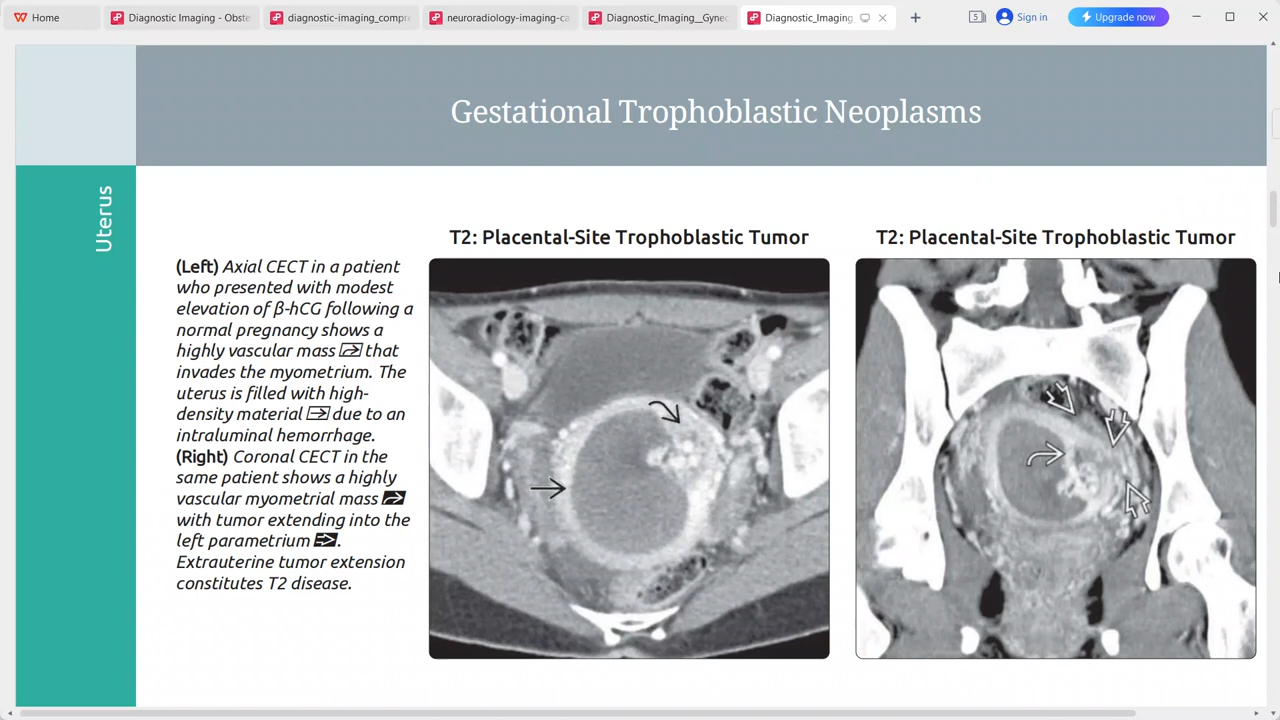 Home
Diagnostic Imaging - Obste
diagnostic-imaging_compre
neuroradiology-imaging-ca
Diagnostic_Imaging__Gynec
Diagnostic_Imaging_
5
Sign in
Upgrade now
Gestational Trophoblastic Neoplasms
Uterus
T2: Placental-Site Trophoblastic Tumor
T2: Placental-Site Trophoblastic Tumor
(Left) Axial CECT in a patient
who presented with modest
elevation of β-hCG following a
normal pregnancy shows a
highly vascular mass that
invades the myometrium. The
uterus is filled with high-
density material due to an
intraluminal hemorrhage.
(Right) Coronal CECT in the
same patient shows a highly
vascular myometrial mass
with tumor extending into the
left parametrium .
Extrauterine tumor extension
constitutes T2 disease.